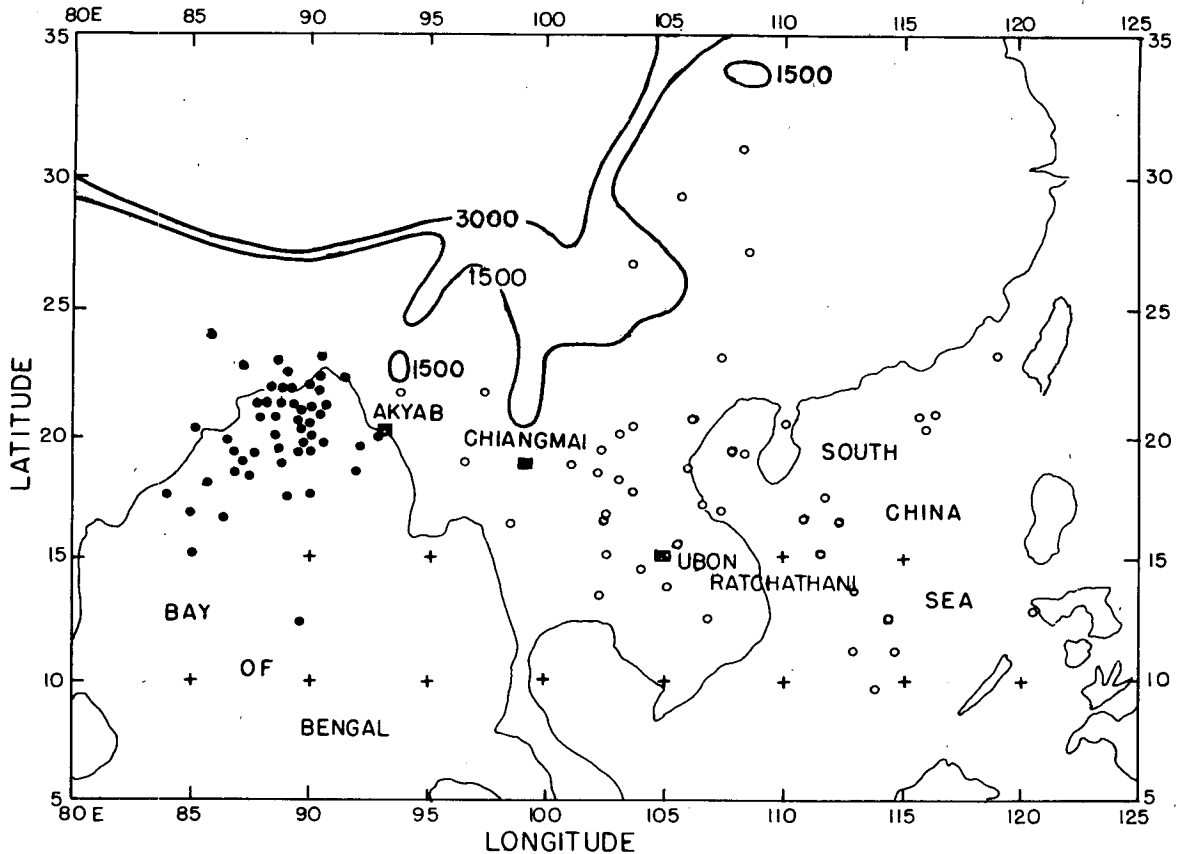 80E 85 90 95 100 105 110 115 120 125
35 35
1500
30 30
3000
1500
25 25
1500
AKYAB
CHIANGMAI
20 SOUTH 20
CHINA
15 UBON 15
RATCHATHANI
BAY SEA
OF
10 10
BENGAL
5 5
80E 85 90 95 100 105 110 115 120 125
LONGITUDE
LATITUDE